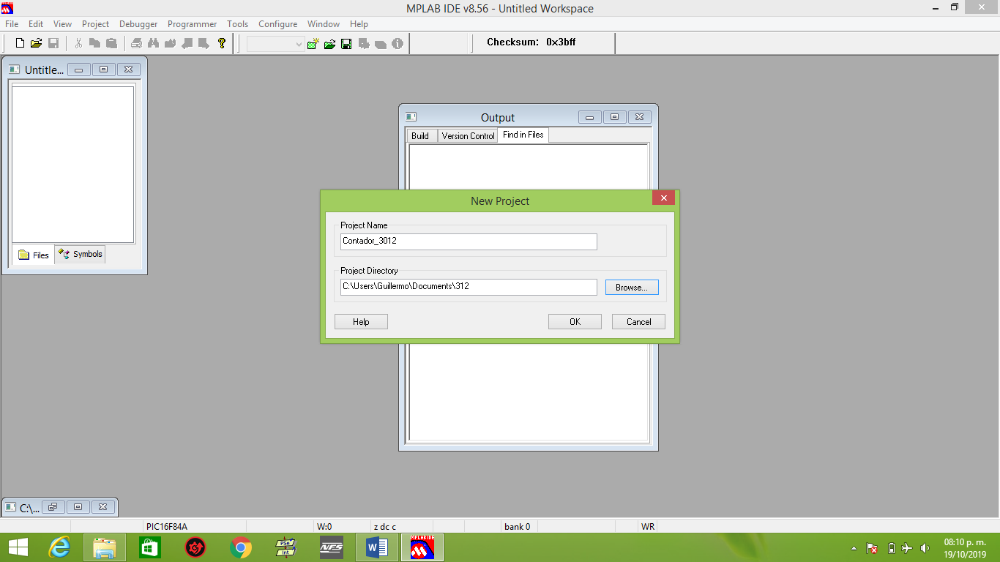 MPLAB IDE v8.56 - Untitled Workspace
File Edit View Project Debugger Programmer Tools Configure Window Help
Checksum: 0x3bff
Untitle...
Files Symbols
Output
Build Version Control Find in Files
New Project
Project Name
Contador_3012
Project Directory
C:\Users\Guillermo\Documents\312
Browse...
Help OK Cancel
C:\...
PIC16F84A W:0 z dc c bank 0 WR
PSe
Int
NFS
W
MPLAB IDE
08:10 p. m.
19/10/2019